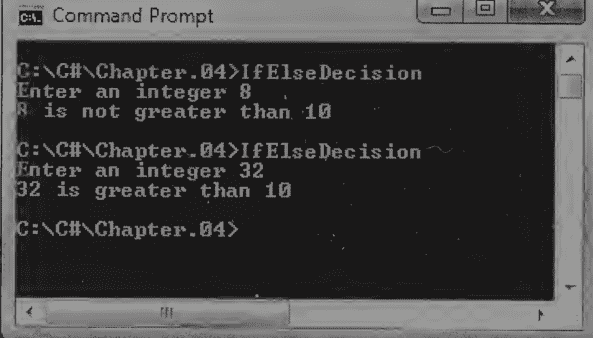 Command Prompt
C:\C#\Chapter.04>IfElseDecision
Enter an integer 8
8 is not greater than 10
C:\C#\Chapter.04>IfElseDecision
Enter an integer 32
32 is greater than 10
C:\C#\Chapter.04>